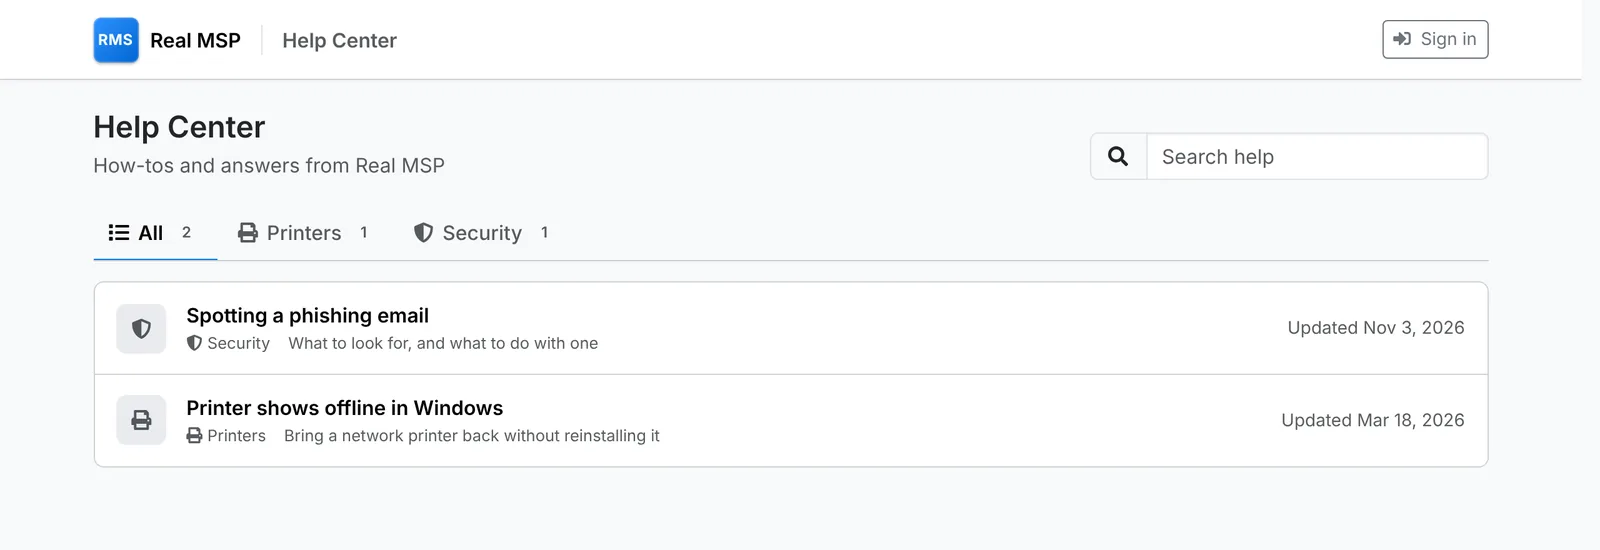 RMS Real MSP Help Center Sign in
Help Center
How-tos and answers from Real MSP
Search help
All 2 Printers 1 Security 1
Spotting a phishing email
Security What to look for, and what to do with one
Updated Nov 3, 2026
Printer shows offline in Windows
Printers Bring a network printer back without reinstalling it
Updated Mar 18, 2026